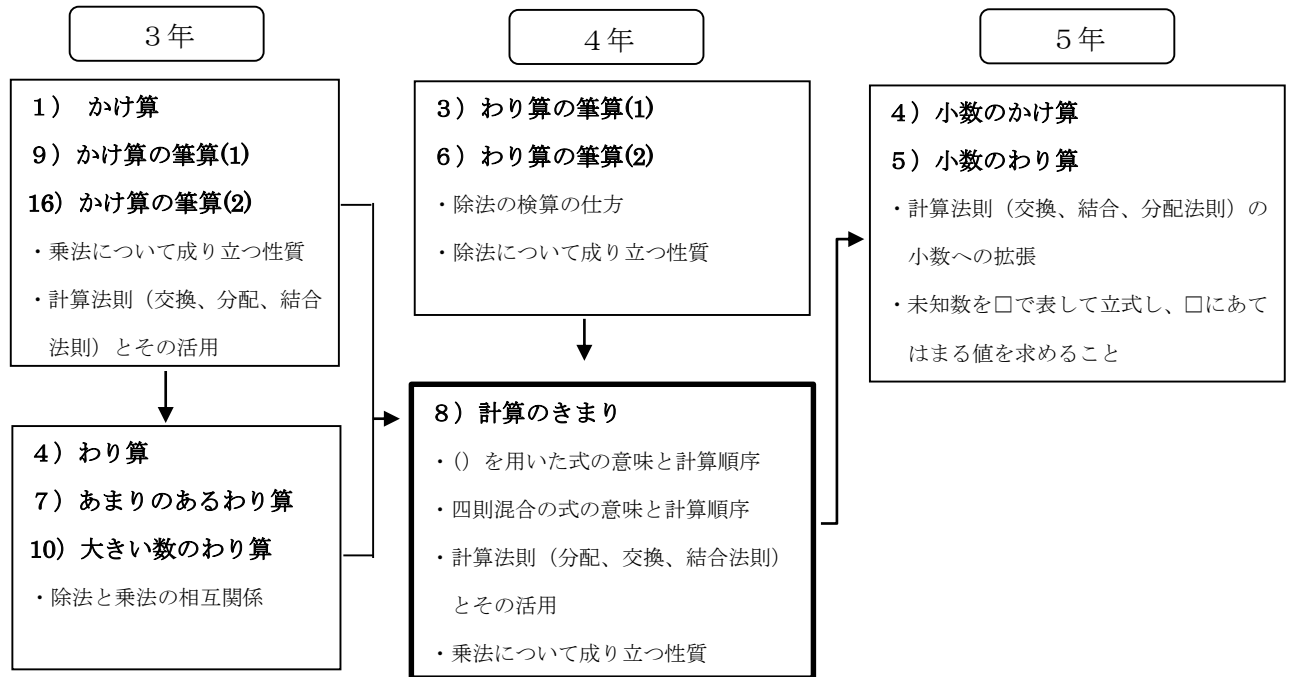 ３年
１） かけ算
９）かけ算の筆算(1)
16）かけ算の筆算(2)
・乗法について成り立つ性質
・計算法則（交換、分配、結合
法則）とその活用
４）わり算
７）あまりのあるわり算
10）大きい数のわり算
・除法と乗法の相互関係
４年
３）わり算の筆算(1)
６）わり算の筆算(2)
・除法の検算の仕方
・除法について成り立つ性質
８）計算のきまり
・()を用いた式の意味と計算順序
・四則混合の式の意味と計算順序
・計算法則（分配、交換、結合法則）
とその活用
・乗法について成り立つ性質
５年
４）小数のかけ算
５）小数のわり算
・計算法則（交換、結合、分配法則）の
小数への拡張
・未知数を□で表して立式し、□にあて
はまる値を求めること